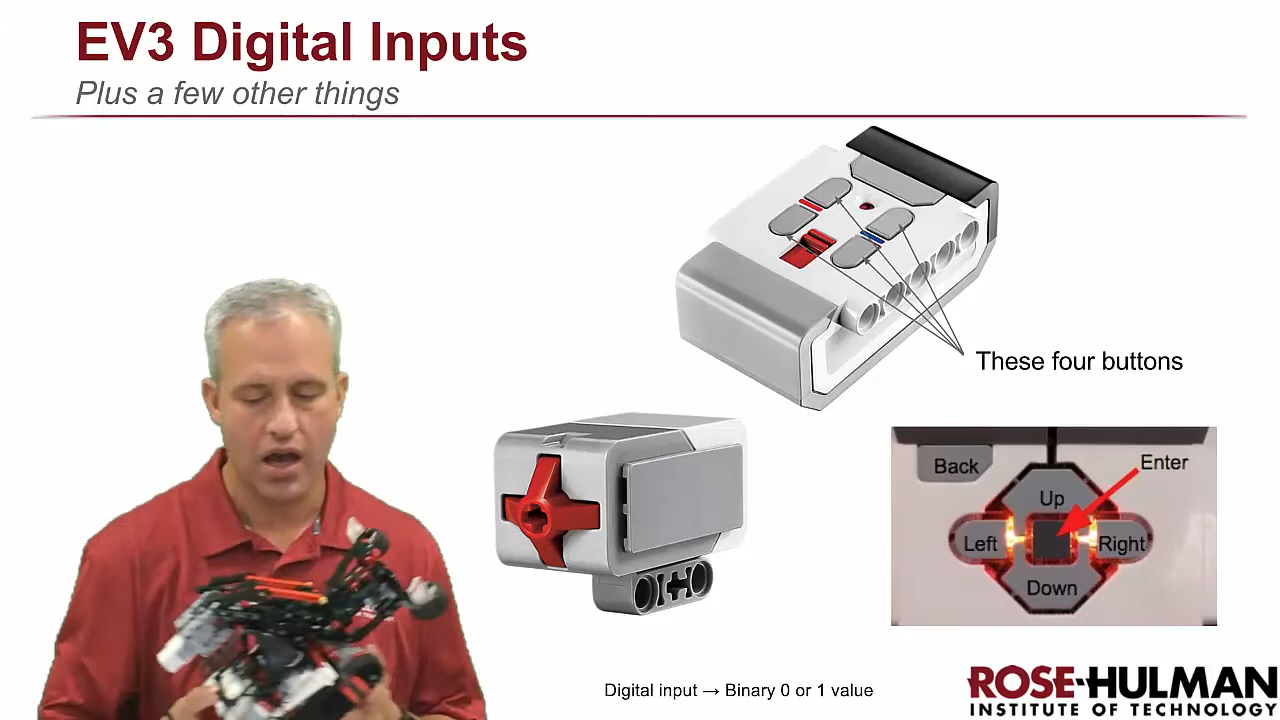 EV3 Digital Inputs
Plus a few other things
These four buttons
Back
Enter
Up
Left
Right
Down
Digital input → Binary 0 or 1 value
ROSE-HULMAN
INSTITUTE OF TECHNOLOGY